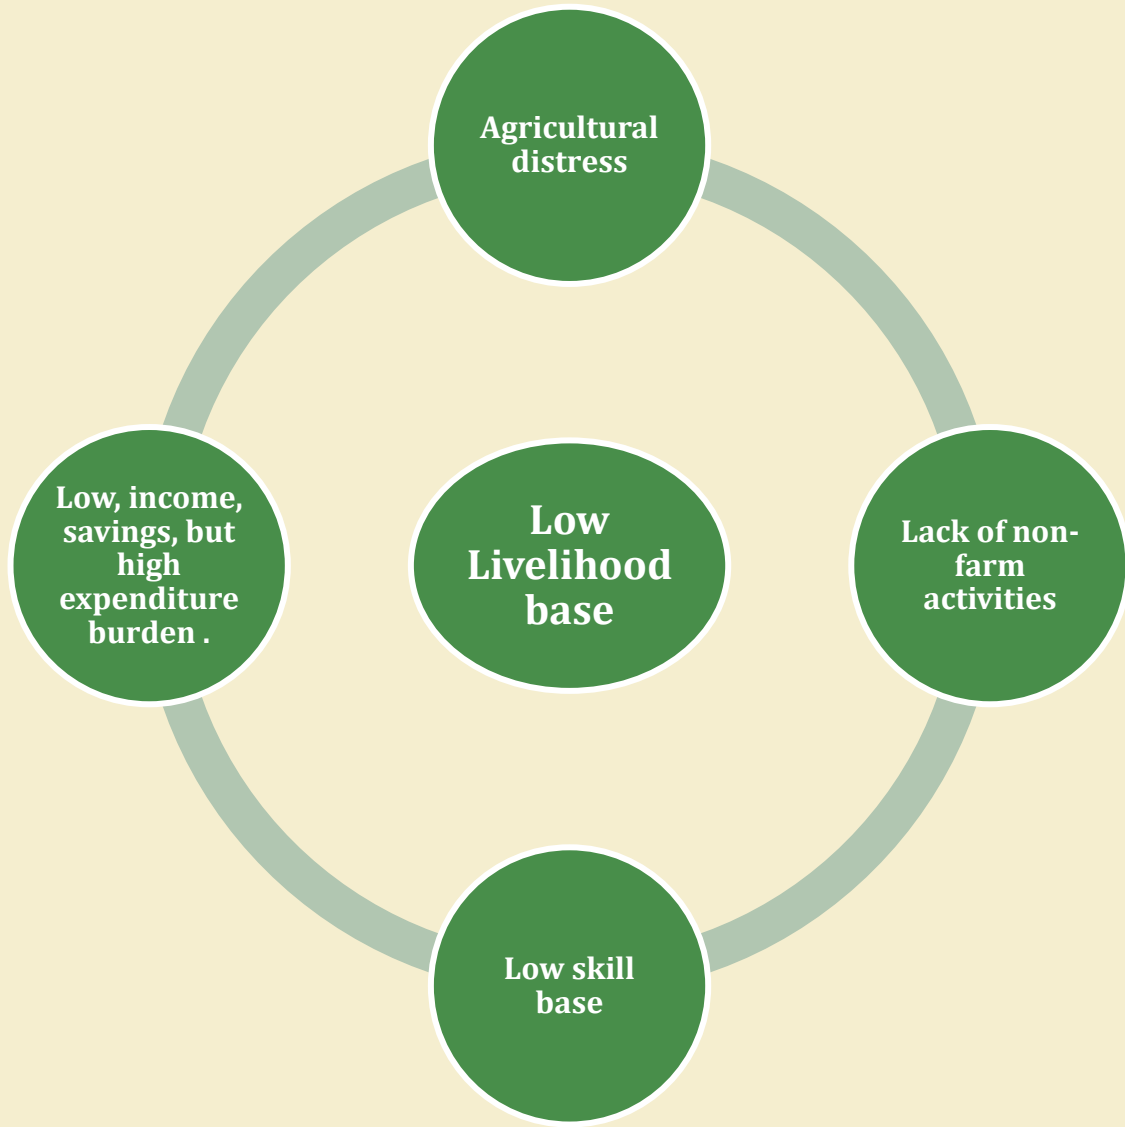 Agricultural
distress
Low, income,
savings, but
high
expenditure
burden .
Low
Livelihood
base
Lack of non-
farm
activities
Low skill
base